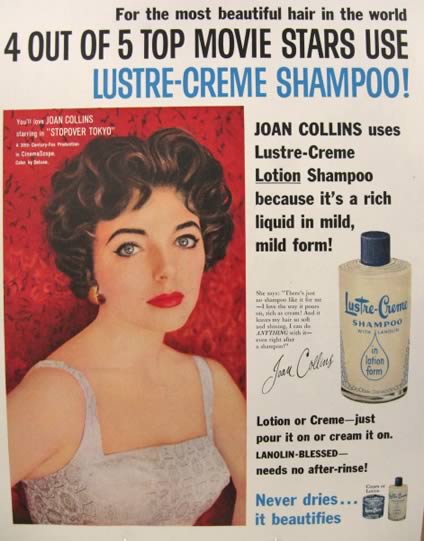 For the most beautiful hair in the world
4 OUT OF 5 TOP MOVIE STARS USE
LUSTRE-CREME SHAMPOO!
You'll love JOAN COLLINS
starring in "STOPOVER TOKYO"
A 20th Century-Fox Production
in CinemaScope.
Color by Deluxe.
JOAN COLLINS uses
Lustre-Creme
Lotion Shampoo
because it's a rich
liquid in mild,
mild form!
She says: "There's just
no shampoo like it for me
—I love the way it pours
on, rich as cream! And it
leaves my hair so soft
and shining, I can do
ANYTHING with it—
even right after
a shampoo!"
Joan Collins
Lustre-Creme
SHAMPOO
WITH LANOLIN
in
lotion
form
Lotion or Creme—just
pour it on or cream it on.
LANOLIN-BLESSED—
needs no after-rinse!
Never dries...
it beautifies
Cream or
Lotion